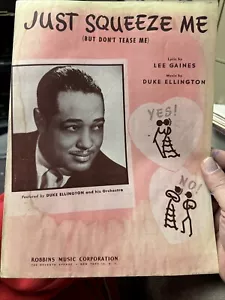 JUST SQUEEZE ME
(BUT DON'T TEASE ME)
Lyric by
LEE GAINES
Music by
DUKE ELLINGTON
YES!
NO!
Featured by DUKE ELLINGTON and his Orchestra
ROBBINS MUSIC CORPORATION